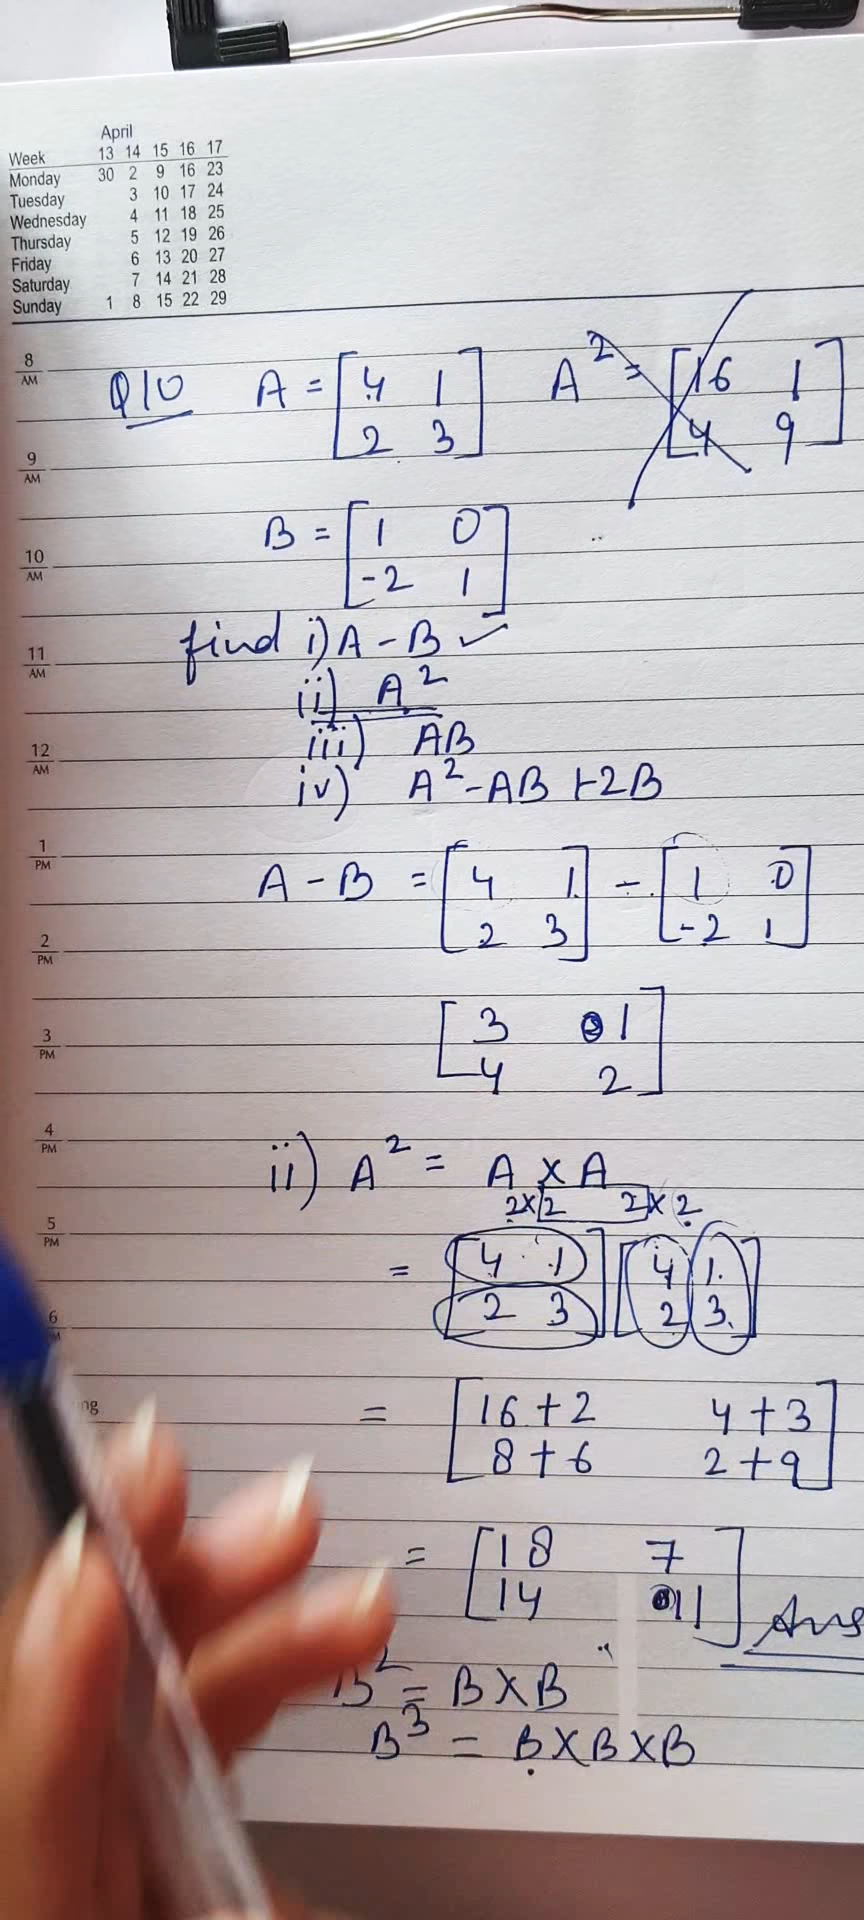 April
Week 13 14 15 16 17
Monday 30 2 9 16 23
Tuesday 3 10 17 24
Wednesday 4 11 18 25
Thursday 5 12 19 26
Friday 6 13 20 27
Saturday 7 14 21 28
Sunday 1 8 15 22 29
8 AM
Q10 A = [4 1 A² = [16 1
2 3] 4 9]
9 AM
B = [1 0
10 AM
-2 1]
find i) A - B ✓
11 AM
ii) A²
iii) AB
12 AM
iv) A² - AB + 2B
1 PM
A - B = [4 1 - [1 0
2 3] -2 1]
2 PM
[3 1
3 PM
4 2]
4 PM
ii) A² = A × A
2×2 2×2
5 PM
= [4 1 [4 1
6 2 3] 2 3]
ng
= [16+2 4+3
8+6 2+9]
= [18 7
14 11] Ans
B² = B×B
B³ = B×B×B